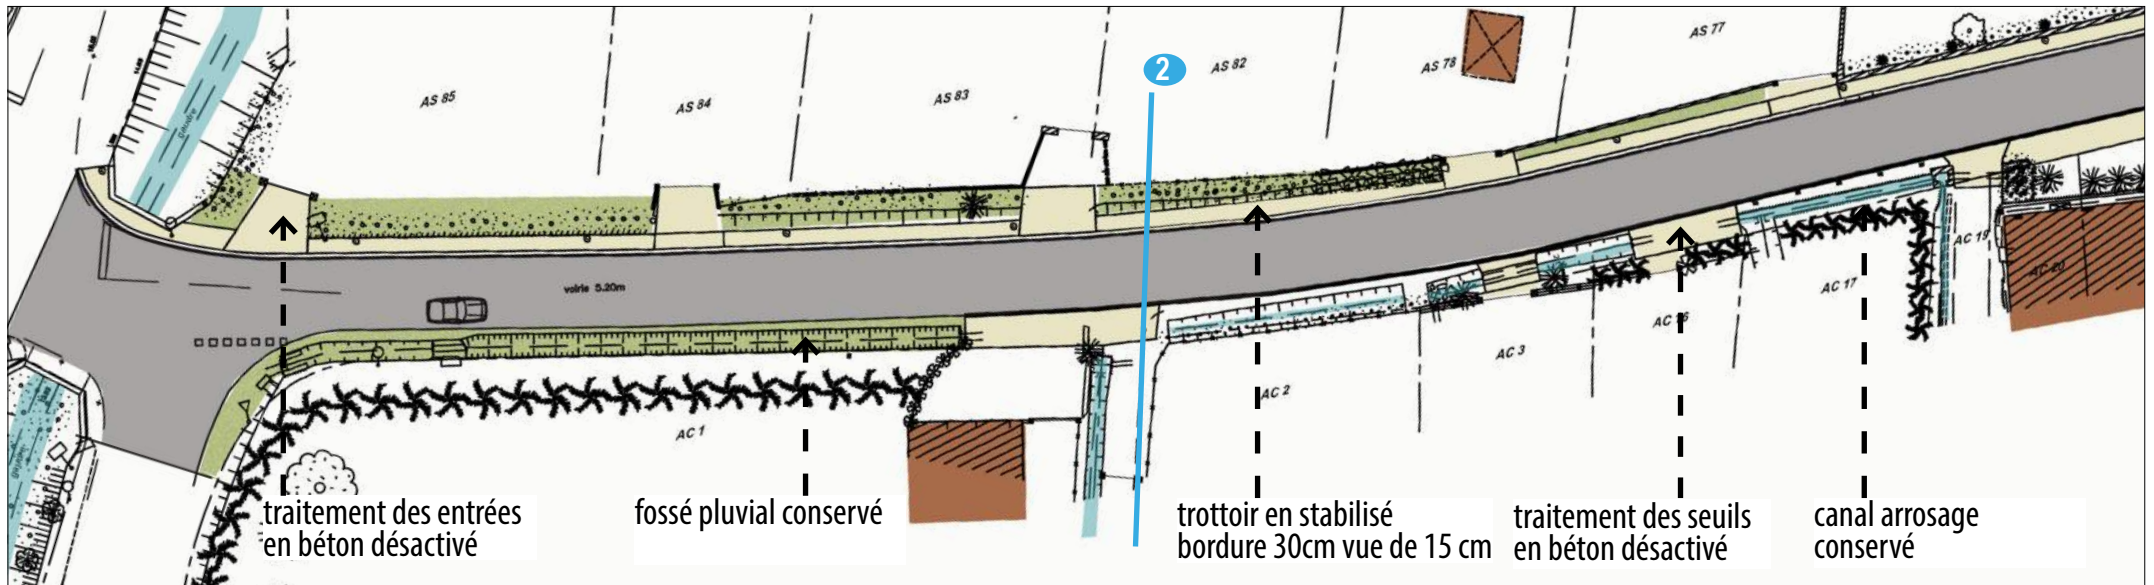 2
AS 85
AS 84
AS 83
AS 82
AS 78
AS 77
voirie 5.20m
AC 1
AC 2
AC 3
AC 16
AC 17
AC 19
AC 20
traitement des entrées
en béton désactivé
fossé pluvial conservé
trottoir en stabilisé
bordure 30cm vue de 15 cm
traitement des seuils
en béton désactivé
canal arrosage
conservé